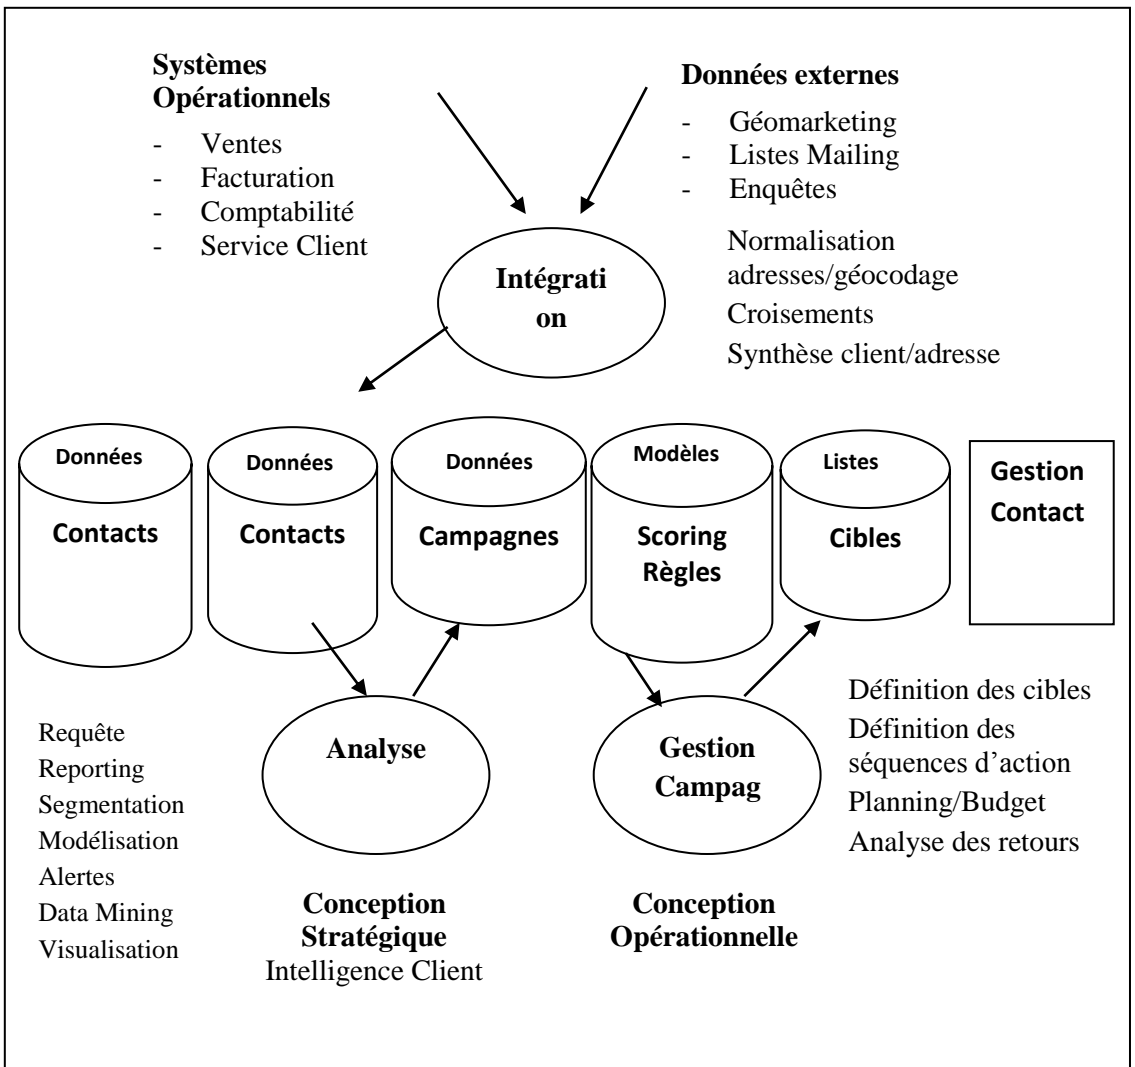 Systèmes
Opérationnels
- Ventes
- Facturation
- Comptabilité
- Service Client
Données externes
- Géomarketing
- Listes Mailing
- Enquêtes
Normalisation
adresses/géocodage
Croisements
Synthèse client/adresse
Intégrati
on
Données
Contacts
Données
Contacts
Données
Campagnes
Modèles
Scoring
Règles
Listes
Cibles
Gestion
Contact
Requête
Reporting
Segmentation
Modélisation
Alertes
Data Mining
Visualisation
Analyse
Conception
Stratégique
Intelligence Client
Gestion
Campag
Conception
Opérationnelle
Définition des cibles
Définition des
séquences d’action
Planning/Budget
Analyse des retours